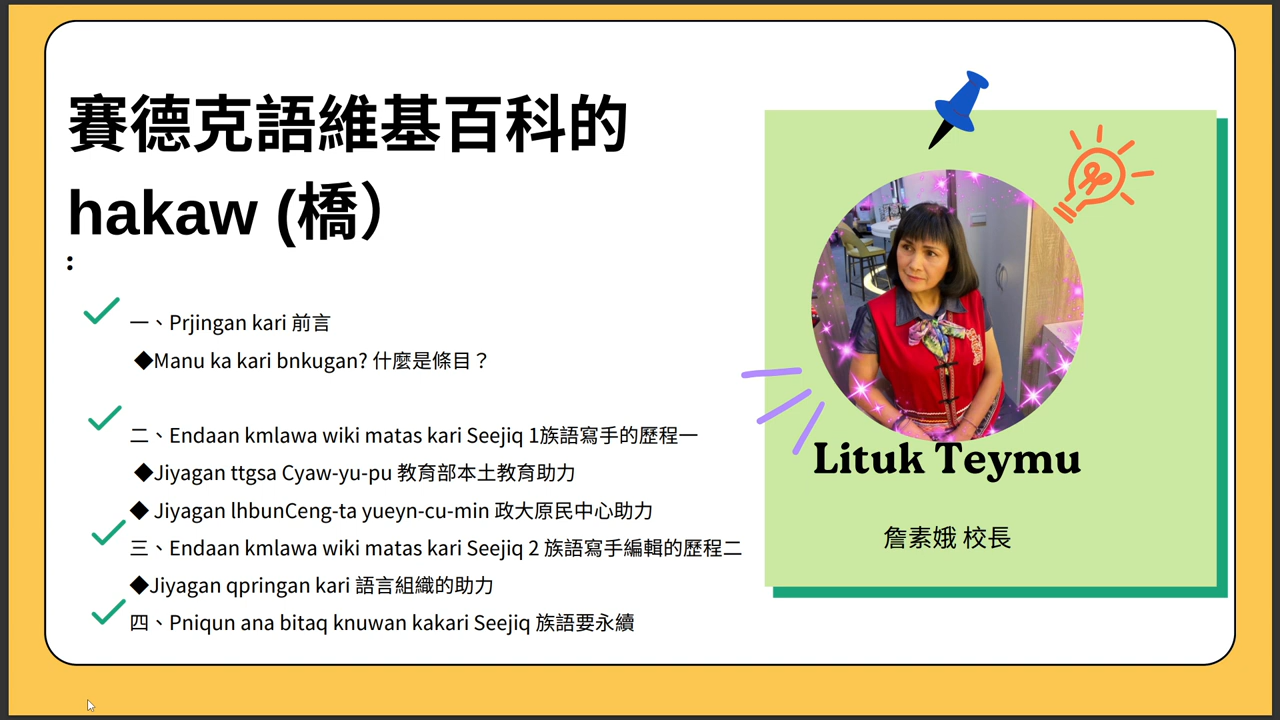 賽德克語維基百科的
hakaw (橋）
:
一、Prjingan kari 前言
◆Manu ka kari bnkugan? 什麼是條目？
二、Endaan kmlawa wiki matas kari Seejiq 1族語寫手的歷程一
◆Jiyagan ttgsa Cyaw-yu-pu 教育部本土教育助力
◆ Jiyagan lhbunCeng-ta yueyn-cu-min 政大原民中心助力
三、Endaan kmlawa wiki matas kari Seejiq 2 族語寫手編輯的歷程二
◆Jiyagan qpringan kari 語言組織的助力
四、Pniqun ana bitaq knuwan kakari Seejiq 族語要永續
Lituk Teymu
詹素娥 校長